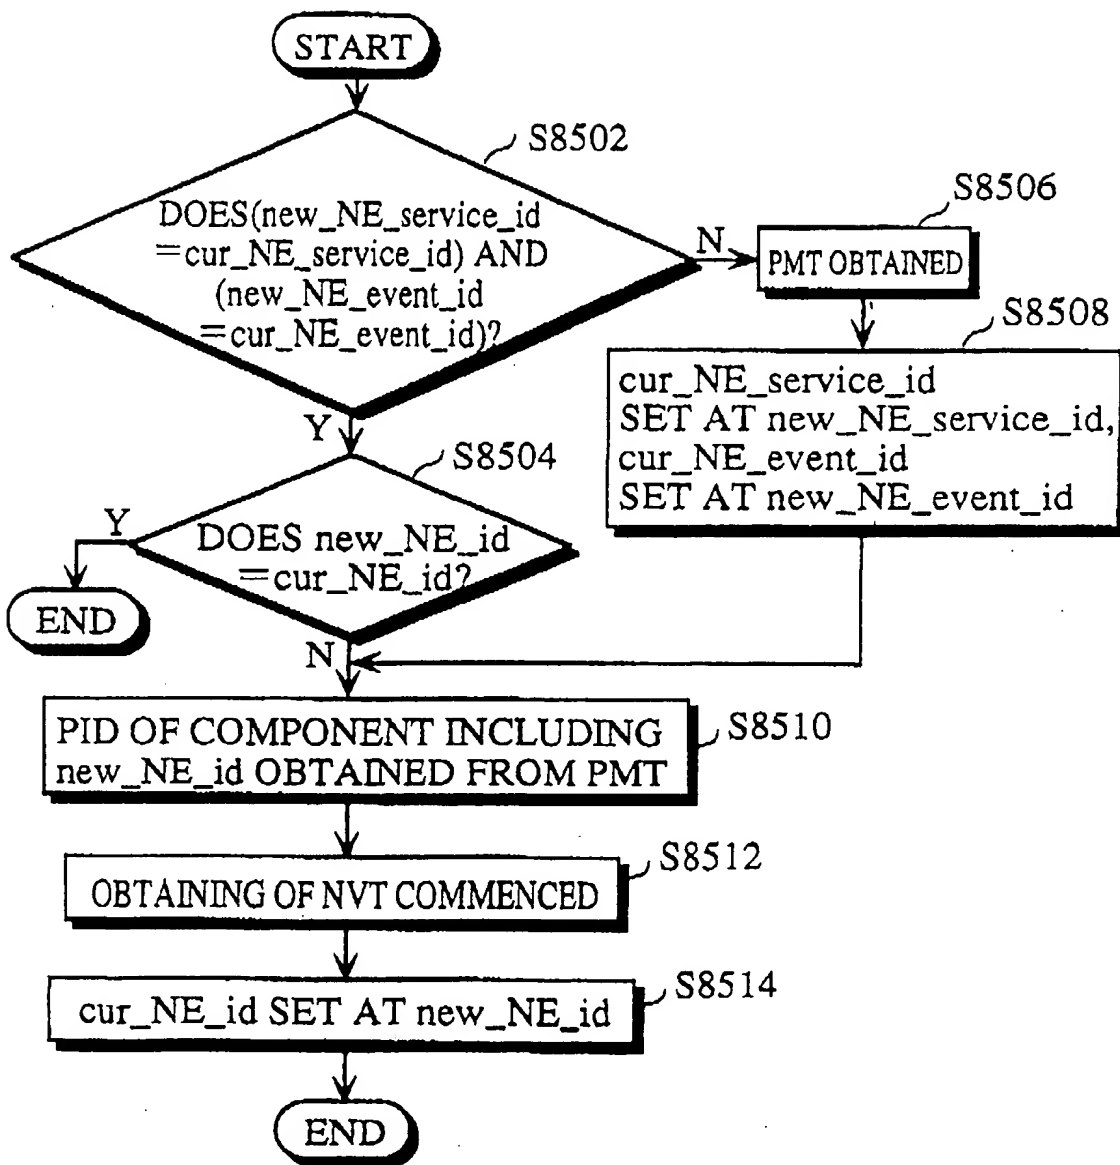 START
S8502
DOES(new_NE_service_id
=cur_NE_service_id) AND
(new_NE_event_id
=cur_NE_event_id)?
N
S8506
PMT OBTAINED
S8508
cur_NE_service_id
SET AT new_NE_service_id,
cur_NE_event_id
SET AT new_NE_event_id
Y
S8504
DOES new_NE_id
=cur_NE_id?
Y
END
N
PID OF COMPONENT INCLUDING
new_NE_id OBTAINED FROM PMT
S8510
OBTAINING OF NVT COMMENCED
S8512
cur_NE_id SET AT new_NE_id
S8514
END